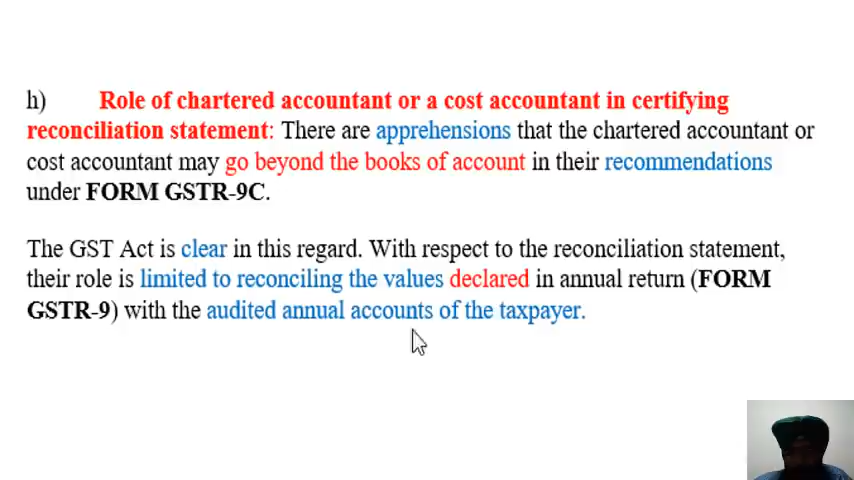 h) Role of chartered accountant or a cost accountant in certifying
reconciliation statement: There are apprehensions that the chartered accountant or
cost accountant may go beyond the books of account in their recommendations
under FORM GSTR-9C.
The GST Act is clear in this regard. With respect to the reconciliation statement,
their role is limited to reconciling the values declared in annual return (FORM
GSTR-9) with the audited annual accounts of the taxpayer.